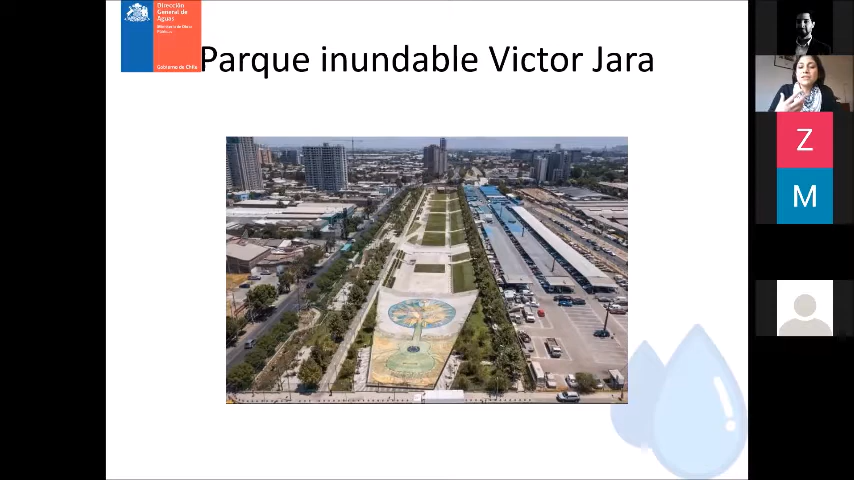 Dirección
General de
Aguas
Gobierno de Chile
Parque inundable Victor Jara
Z
M